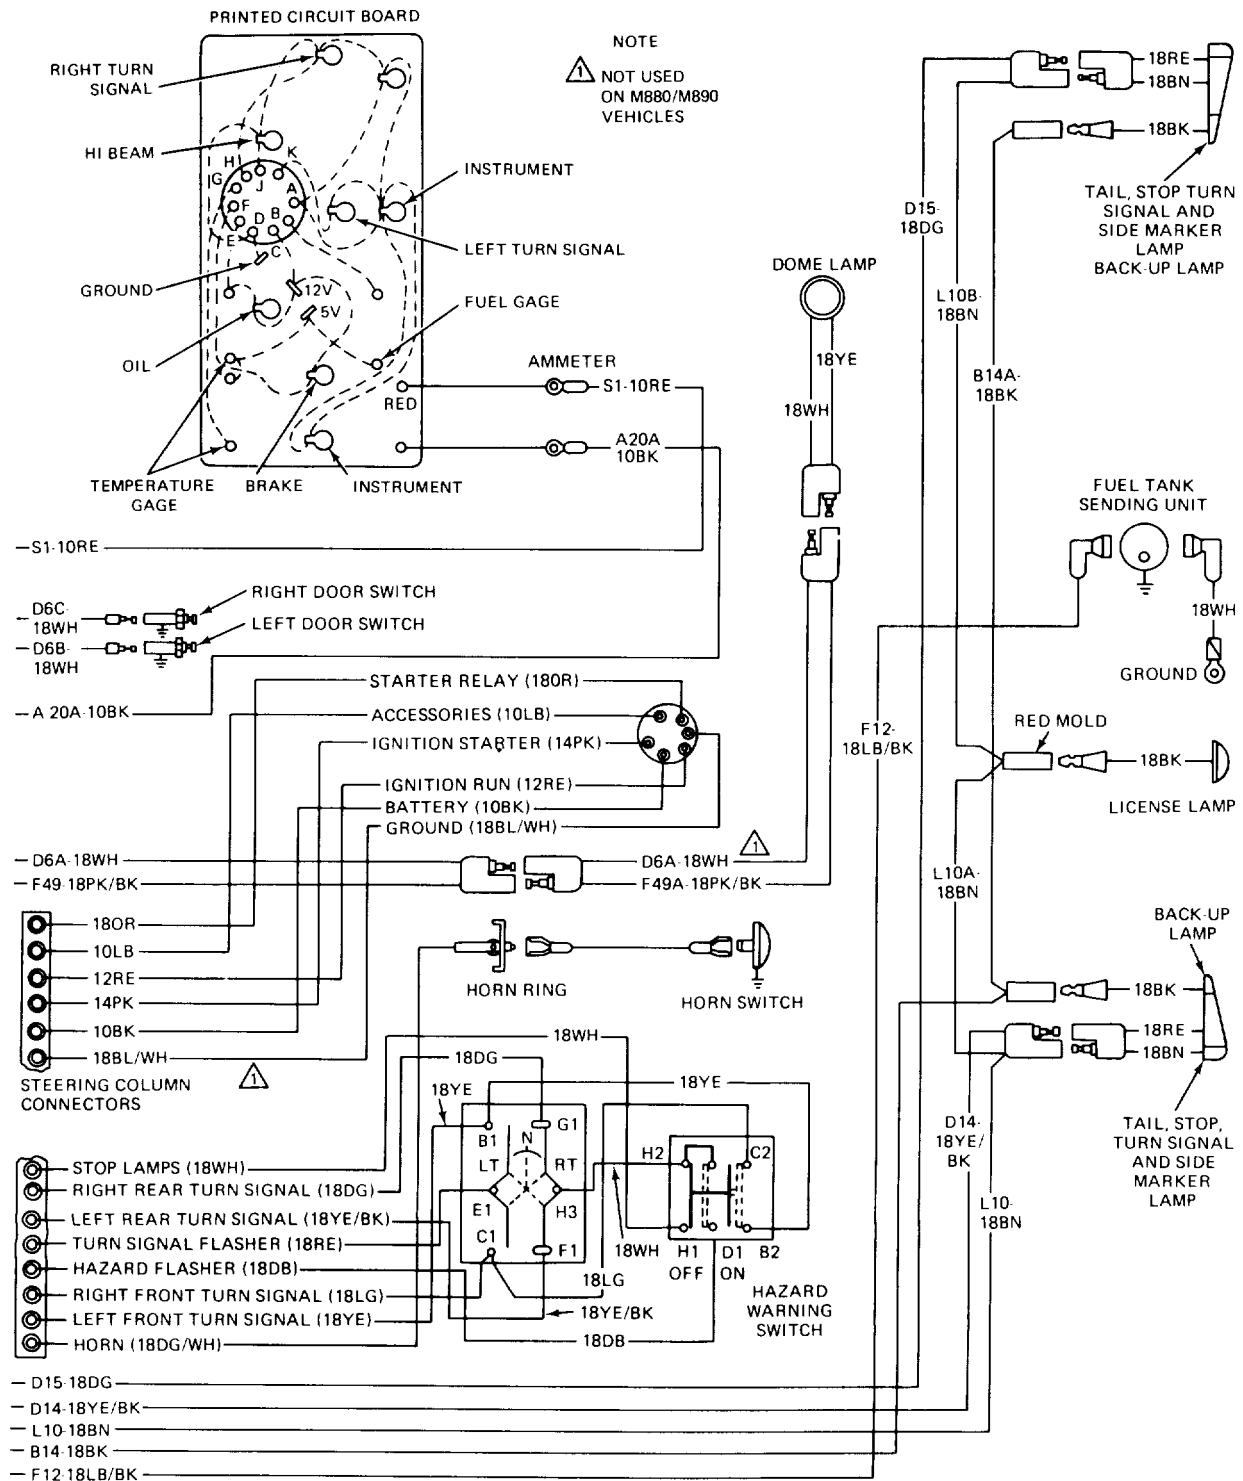 PRINTED CIRCUIT BOARD
RIGHT TURN
SIGNAL
HI BEAM
H
K
G
J
A
F
D
B
E
C
INSTRUMENT
LEFT TURN SIGNAL
GROUND
12V
5V
FUEL GAGE
OIL
AMMETER
RED
S1-10RE
A20A
10BK
TEMPERATURE
GAGE
BRAKE
INSTRUMENT
NOTE
1 NOT USED
ON M880/M890
VEHICLES
18RE
18BN
18BK
TAIL, STOP TURN
SIGNAL AND
SIDE MARKER
LAMP
BACK-UP LAMP
D15-
18DG
L10B-
18BN
B14A-
18BK
DOME LAMP
18YE
18WH
FUEL TANK
SENDING UNIT
18WH
GROUND
F12-
18LB/BK
RED MOLD
18BK
LICENSE LAMP
L10A-
18BN
S1-10RE
D6C-
18WH
RIGHT DOOR SWITCH
D6B-
18WH
LEFT DOOR SWITCH
A 20A-10BK
STARTER RELAY (180R)
ACCESSORIES (10LB)
IGNITION STARTER (14PK)
IGNITION RUN (12RE)
BATTERY (10BK)
GROUND (18BL/WH)
D6A-18WH
D6A-18WH
1
F49-18PK/BK
F49A-18PK/BK
18OR
10LB
12RE
14PK
10BK
18BL/WH
STEERING COLUMN
CONNECTORS
1
HORN RING
HORN SWITCH
BACK-UP
LAMP
18BK
18RE
18BN
TAIL, STOP,
TURN SIGNAL
AND SIDE
MARKER
LAMP
D14-
18YE/
BK
L10-
18BN
18WH
18DG
18YE
18YE
B1
G1
N
LT
RT
E1
H3
C1
F1
H2
C2
H1
D1
B2
OFF
ON
18WH
18LG
18YE/BK
18DB
HAZARD
WARNING
SWITCH
STOP LAMPS (18WH)
RIGHT REAR TURN SIGNAL (18DG)
LEFT REAR TURN SIGNAL (18YE/BK)
TURN SIGNAL FLASHER (18RE)
HAZARD FLASHER (18DB)
RIGHT FRONT TURN SIGNAL (18LG)
LEFT FRONT TURN SIGNAL (18YE)
HORN (18DG/WH)
D15-18DG
D14-18YE/BK
L10-18BN
B14-18BK
F12-18LB/BK